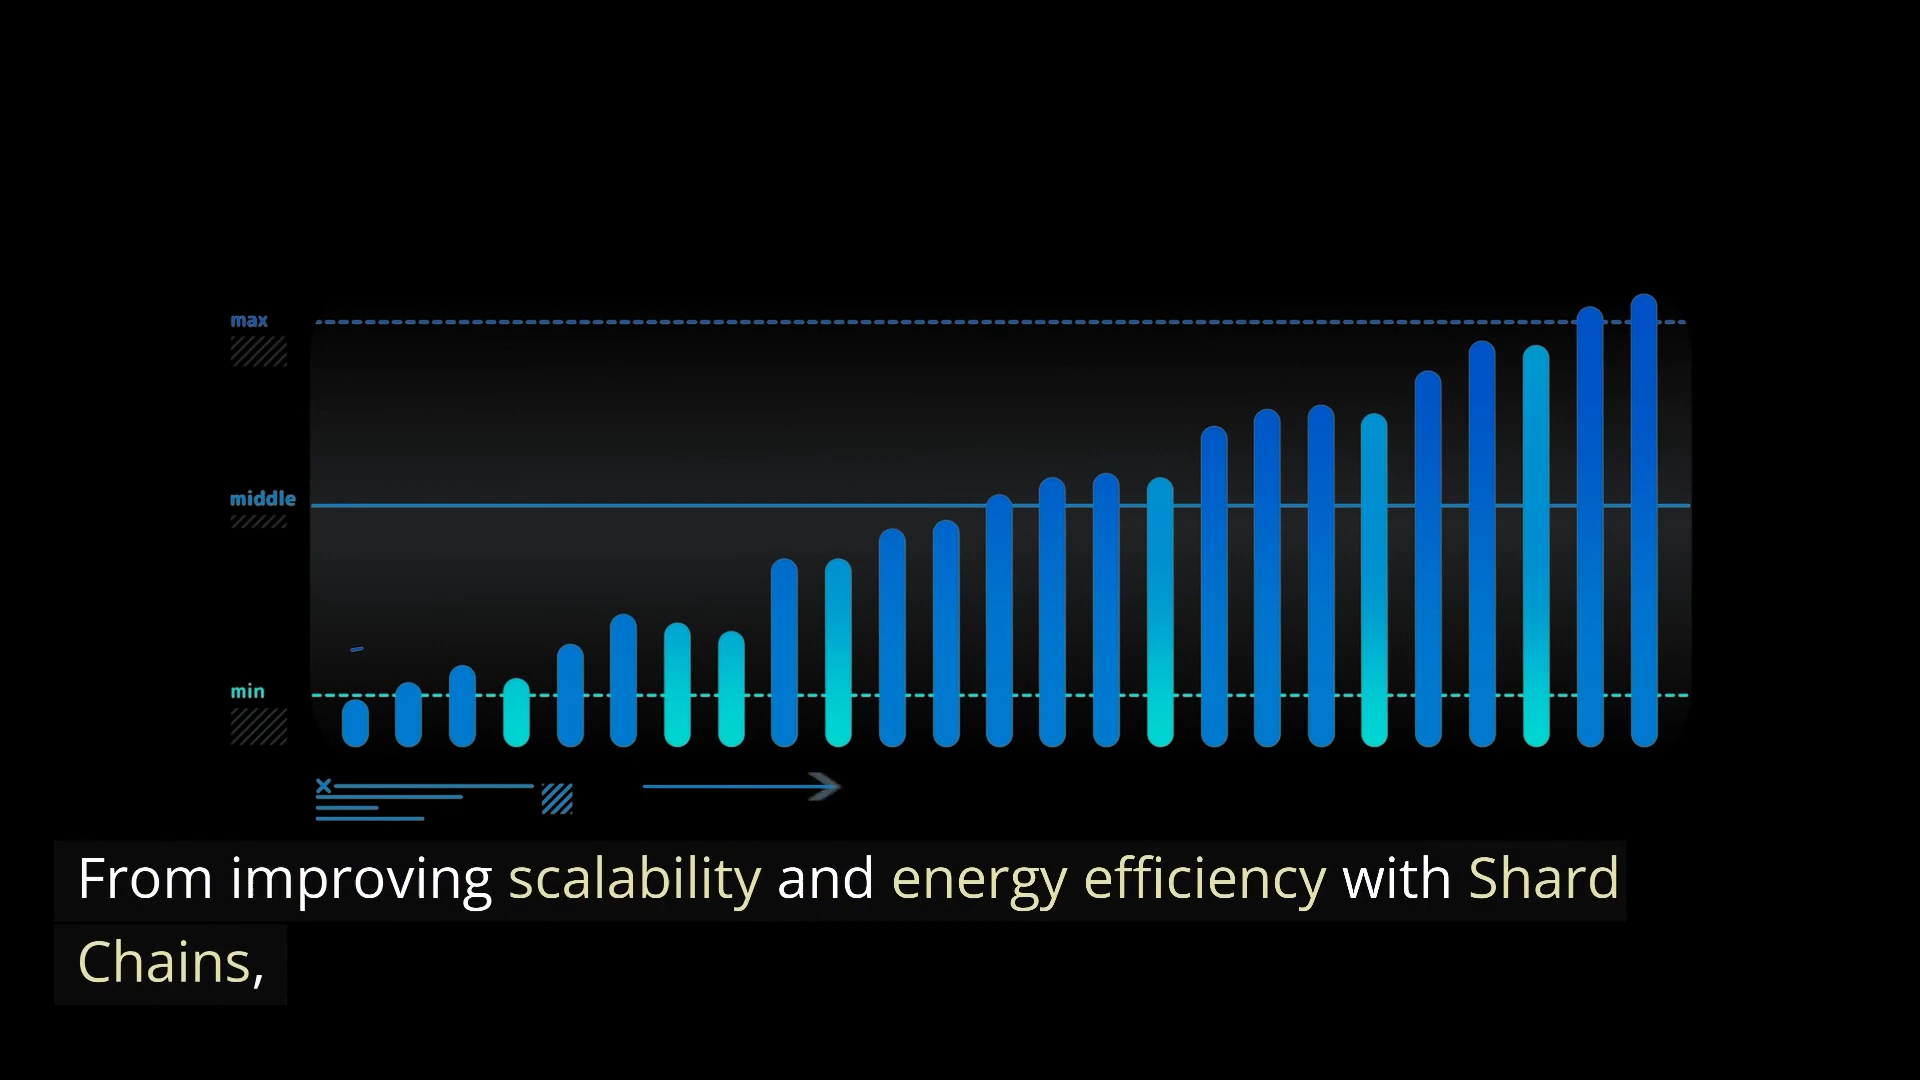 max
middle
min
From improving scalability and energy efficiency with Shard
Chains,